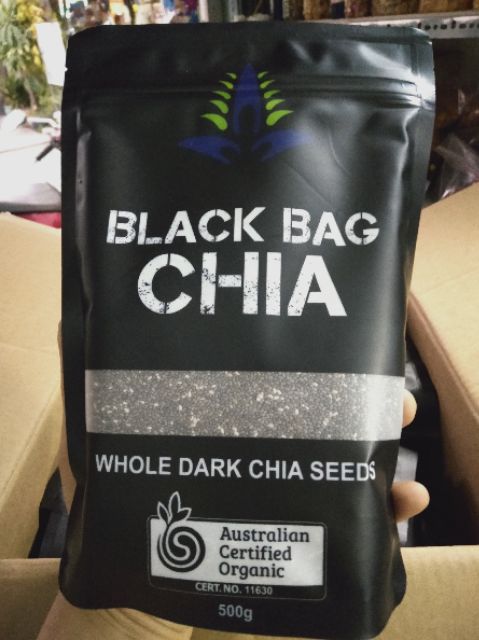 BLACK BAG
CHIA
WHOLE DARK CHIA SEEDS
Australian
Certified
Organic
CERT. NO. 11630
500g